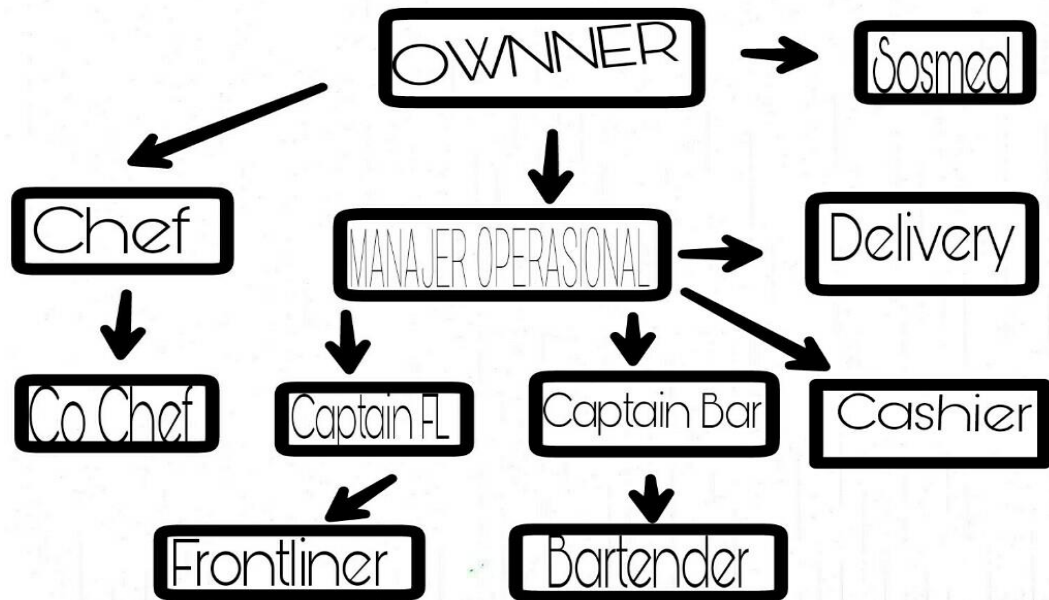 OWNNER
Sosmed
Chef
MANAJER OPERASIONAL
Delivery
Co Chef
Captain FL
Captain Bar
Cashier
Frontliner
Bartender